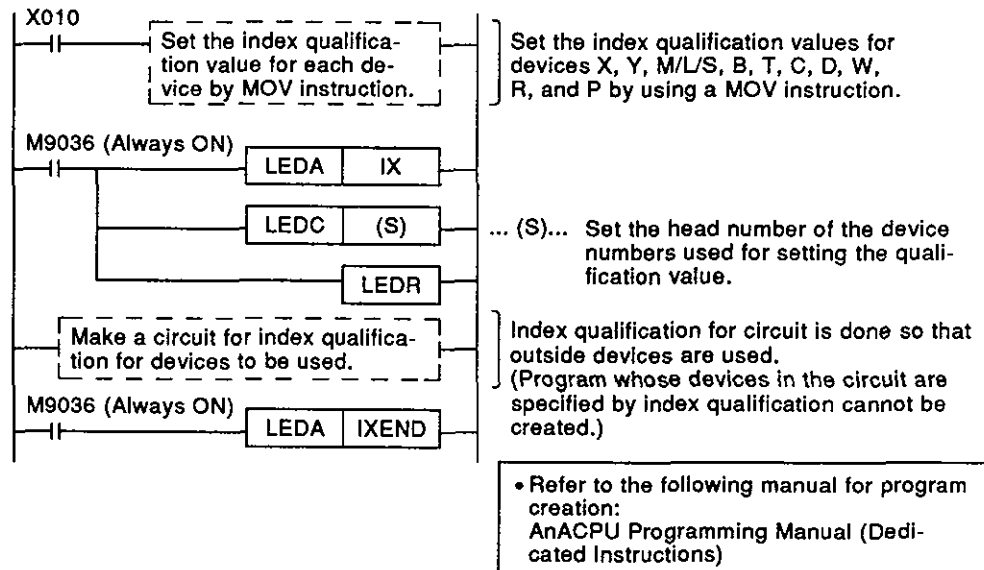 X010
Set the index qualifica-
tion value for each de-
vice by MOV instruction.
Set the index qualification values for
devices X, Y, M/L/S, B, T, C, D, W,
R, and P by using a MOV instruction.
M9036 (Always ON)
LEDA IX
LEDC (S)
... (S)... Set the head number of the device
numbers used for setting the quali-
fication value.
LEDR
Make a circuit for index qualifica-
tion for devices to be used.
Index qualification for circuit is done so that
outside devices are used.
(Program whose devices in the circuit are
specified by index qualification cannot be
created.)
M9036 (Always ON)
LEDA IXEND
• Refer to the following manual for program
creation:
AnACPU Programming Manual (Dedi-
cated Instructions)